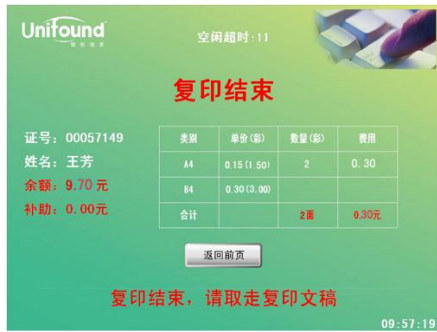 Unifound
空闲超时:11
复印结束
证号: 00057149
姓名: 王芳
余额: 9.70 元
补助: 0.00元
类别 单价(彩) 数量(彩) 费用
A4 0.15(1.50) 2 0.30
B4 0.30(3.00)
合计 2面 0.30元
返回前页
复印结束，请取走复印文稿
09:57:19